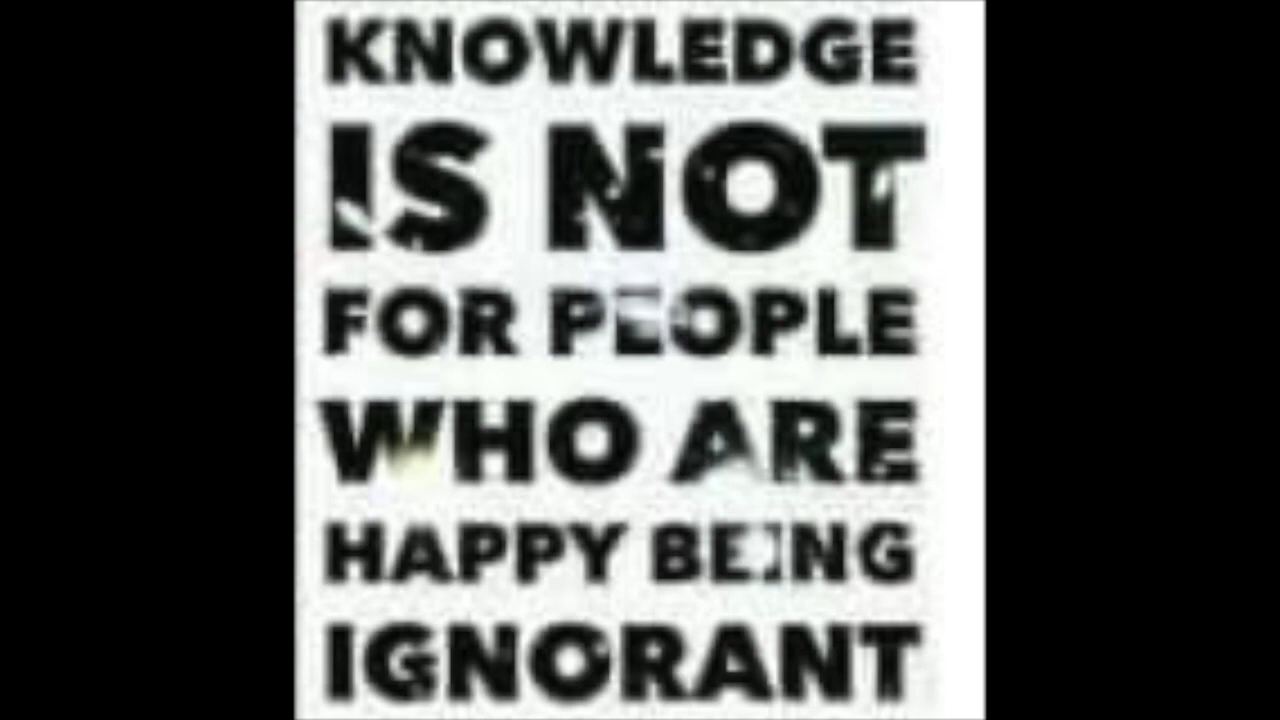 KNOWLEDGE
IS NOT
FOR PEOPLE
WHO ARE
HAPPY BEING
IGNORANT